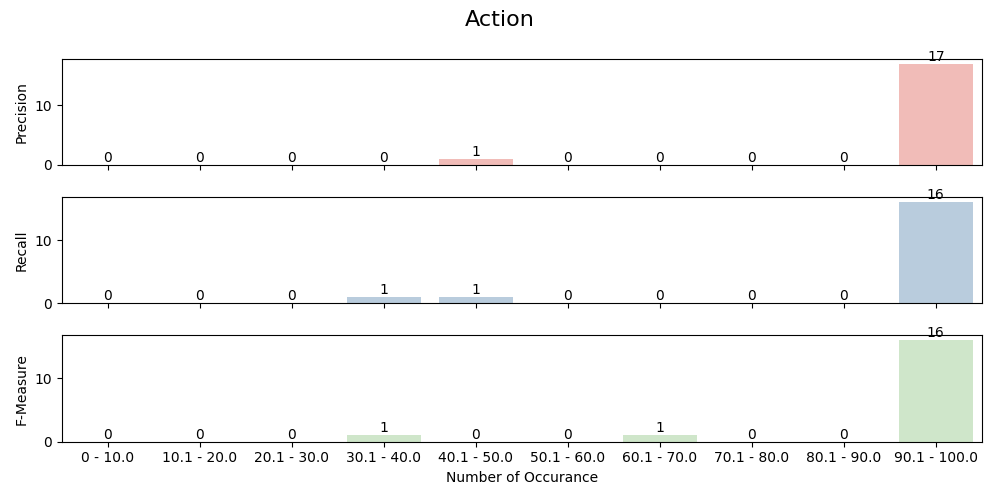 Action
Precision
10
0
0 0 0 0 1 0 0 0 0 17
Recall
10
0
0 0 0 1 1 0 0 0 0 16
F-Measure
10
0
0 0 0 1 0 0 1 0 0 16
0 - 10.0 10.1 - 20.0 20.1 - 30.0 30.1 - 40.0 40.1 - 50.0 50.1 - 60.0 60.1 - 70.0 70.1 - 80.0 80.1 - 90.0 90.1 - 100.0
Number of Occurance